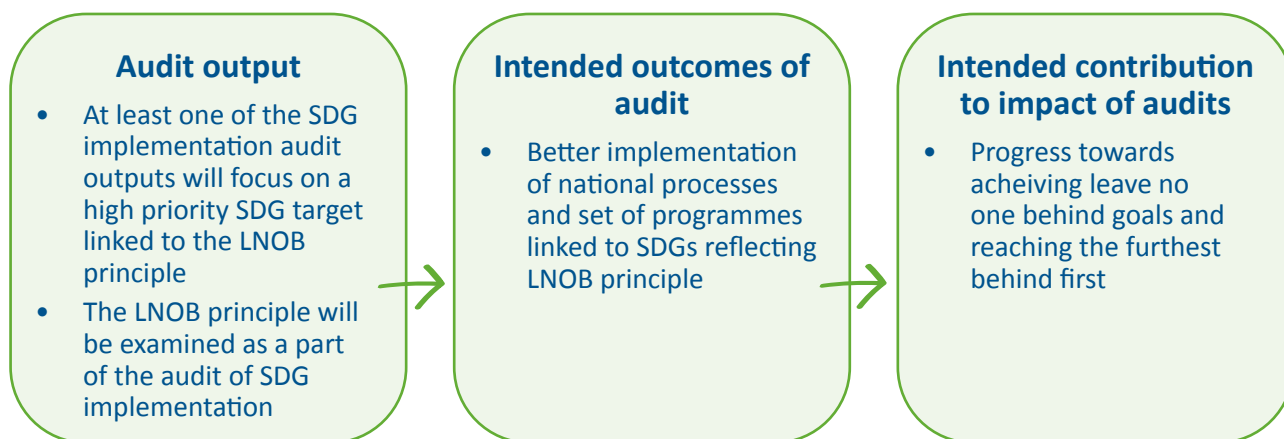 Audit output
• At least one of the SDG
implementation audit
outputs will focus on a
high priority SDG target
linked to the LNOB
principle
• The LNOB principle will
be examined as a part
of the audit of SDG
implementation
Intended outcomes of
audit
• Better implementation
of national processes
and set of programmes
linked to SDGs reflecting
LNOB principle
Intended contribution
to impact of audits
• Progress towards
acheiving leave no
one behind goals and
reaching the furthest
behind first